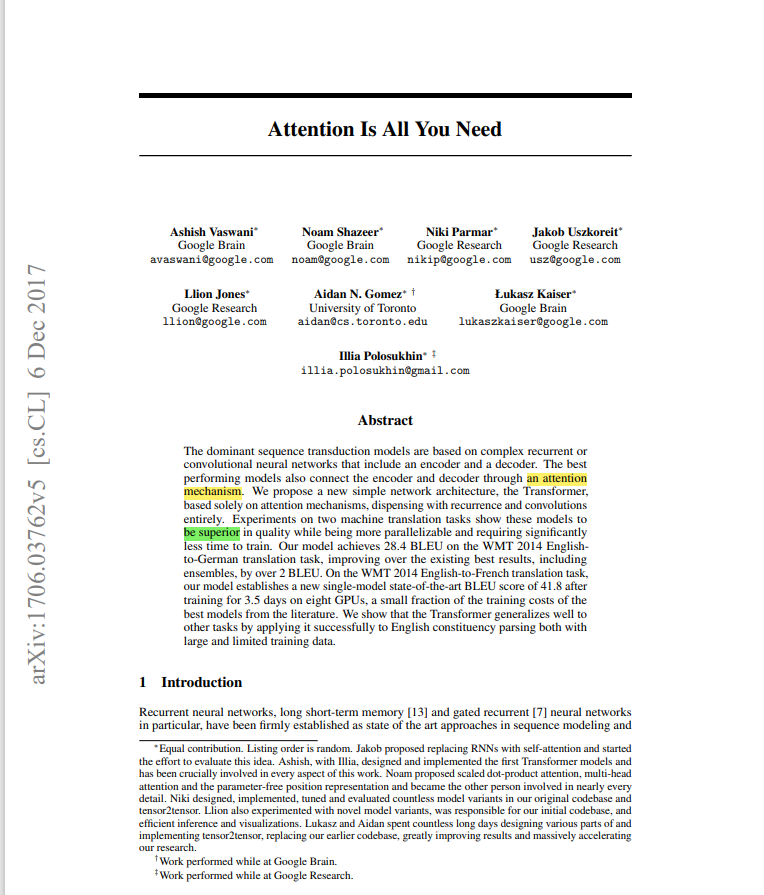 arXiv:1706.03762v5 [cs.CL] 6 Dec 2017
Attention Is All You Need
Ashish Vaswani* Noam Shazeer* Niki Parmar* Jakob Uszkoreit*
Google Brain Google Brain Google Research Google Research
avaswani@google.com noam@google.com nikip@google.com usz@google.com
Llion Jones* Aidan N. Gomez* † Łukasz Kaiser*
Google Research University of Toronto Google Brain
llion@google.com aidan@cs.toronto.edu lukaszkaiser@google.com
Illia Polosukhin* ‡
illia.polosukhin@gmail.com
Abstract
The dominant sequence transduction models are based on complex recurrent or
convolutional neural networks that include an encoder and a decoder. The best
performing models also connect the encoder and decoder through an attention
mechanism. We propose a new simple network architecture, the Transformer,
based solely on attention mechanisms, dispensing with recurrence and convolutions
entirely. Experiments on two machine translation tasks show these models to
be superior in quality while being more parallelizable and requiring significantly
less time to train. Our model achieves 28.4 BLEU on the WMT 2014 English-
to-German translation task, improving over the existing best results, including
ensembles, by over 2 BLEU. On the WMT 2014 English-to-French translation task,
our model establishes a new single-model state-of-the-art BLEU score of 41.8 after
training for 3.5 days on eight GPUs, a small fraction of the training costs of the
best models from the literature. We show that the Transformer generalizes well to
other tasks by applying it successfully to English constituency parsing both with
large and limited training data.
1 Introduction
Recurrent neural networks, long short-term memory [13] and gated recurrent [7] neural networks
in particular, have been firmly established as state of the art approaches in sequence modeling and
*Equal contribution. Listing order is random. Jakob proposed replacing RNNs with self-attention and started
the effort to evaluate this idea. Ashish, with Illia, designed and implemented the first Transformer models and
has been crucially involved in every aspect of this work. Noam proposed scaled dot-product attention, multi-head
attention and the parameter-free position representation and became the other person involved in nearly every
detail. Niki designed, implemented, tuned and evaluated countless model variants in our original codebase and
tensor2tensor. Llion also experimented with novel model variants, was responsible for our initial codebase, and
efficient inference and visualizations. Lukasz and Aidan spent countless long days designing various parts of and
implementing tensor2tensor, replacing our earlier codebase, greatly improving results and massively accelerating
our research.
†Work performed while at Google Brain.
‡Work performed while at Google Research.